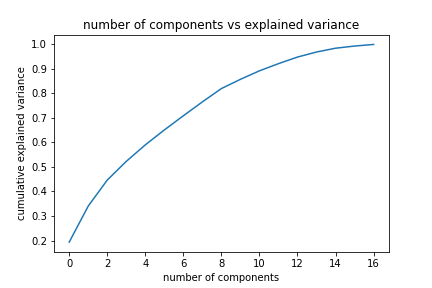 number of components vs explained variance
cumulative explained variance
1.0
0.9
0.8
0.7
0.6
0.5
0.4
0.3
0.2
0 2 4 6 8 10 12 14 16
number of components